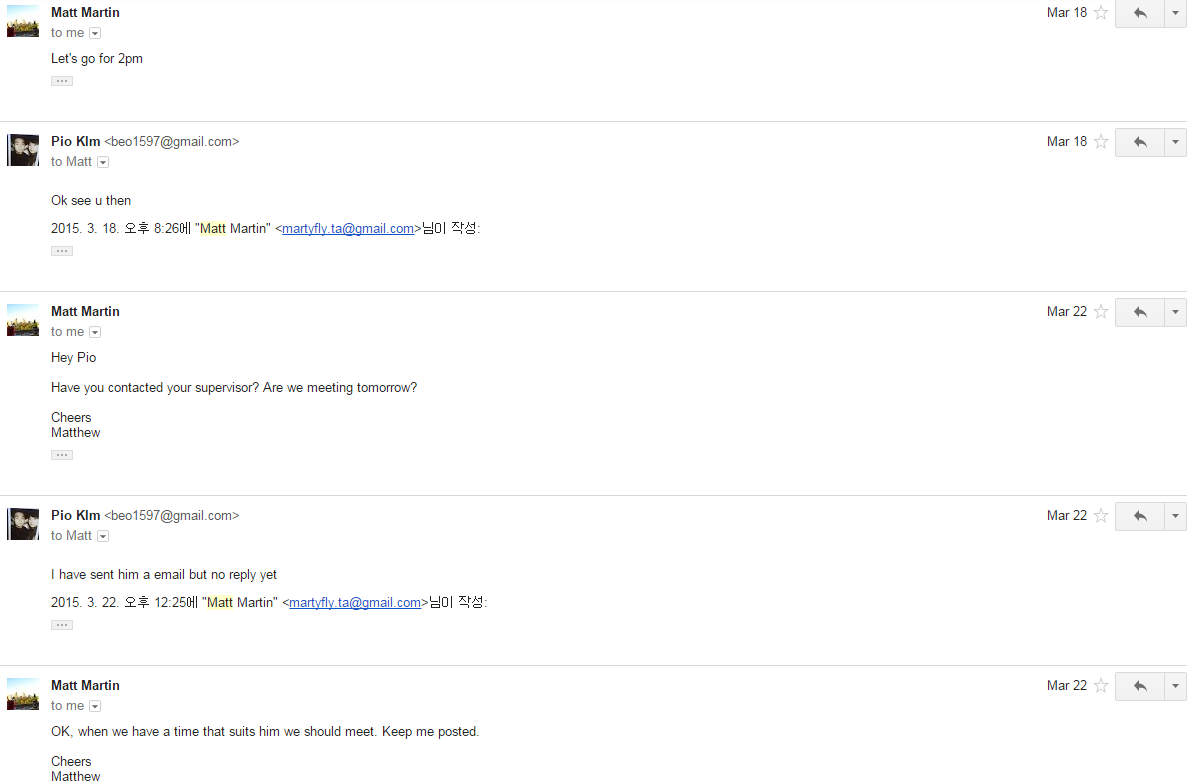 Matt Martin
Mar 18
to me
Let's go for 2pm
Pio KIm <beo1597@gmail.com>
Mar 18
to Matt
Ok see u then
2015. 3. 18. 오후 8:26에 "Matt Martin" <martyfly.ta@gmail.com>님이 작성:
Matt Martin
Mar 22
to me
Hey Pio
Have you contacted your supervisor? Are we meeting tomorrow?
Cheers
Matthew
Pio KIm <beo1597@gmail.com>
Mar 22
to Matt
I have sent him a email but no reply yet
2015. 3. 22. 오후 12:25에 "Matt Martin" <martyfly.ta@gmail.com>님이 작성:
Matt Martin
Mar 22
to me
OK, when we have a time that suits him we should meet. Keep me posted.
Cheers
Matthew